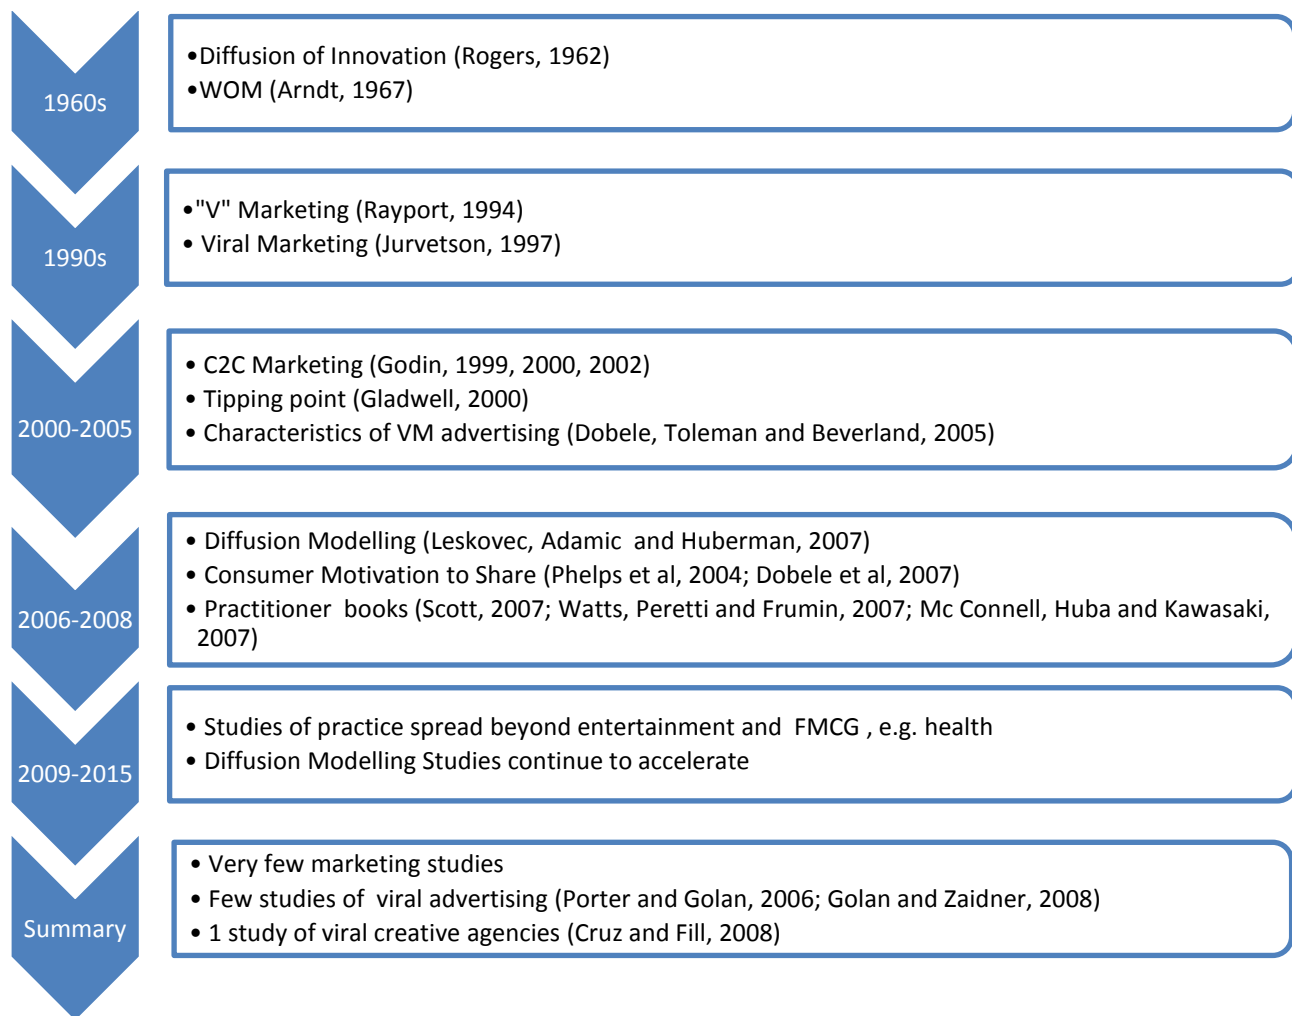 1960s
•Diffusion of Innovation (Rogers, 1962)
•WOM (Arndt, 1967)
1990s
•"V" Marketing (Rayport, 1994)
• Viral Marketing (Jurvetson, 1997)
2000-2005
• C2C Marketing (Godin, 1999, 2000, 2002)
• Tipping point (Gladwell, 2000)
• Characteristics of VM advertising (Dobele, Toleman and Beverland, 2005)
2006-2008
• Diffusion Modelling (Leskovec, Adamic and Huberman, 2007)
• Consumer Motivation to Share (Phelps et al, 2004; Dobele et al, 2007)
• Practitioner books (Scott, 2007; Watts, Peretti and Frumin, 2007; Mc Connell, Huba and Kawasaki,
2007)
2009-2015
• Studies of practice spread beyond entertainment and FMCG , e.g. health
• Diffusion Modelling Studies continue to accelerate
Summary
• Very few marketing studies
• Few studies of viral advertising (Porter and Golan, 2006; Golan and Zaidner, 2008)
• 1 study of viral creative agencies (Cruz and Fill, 2008)